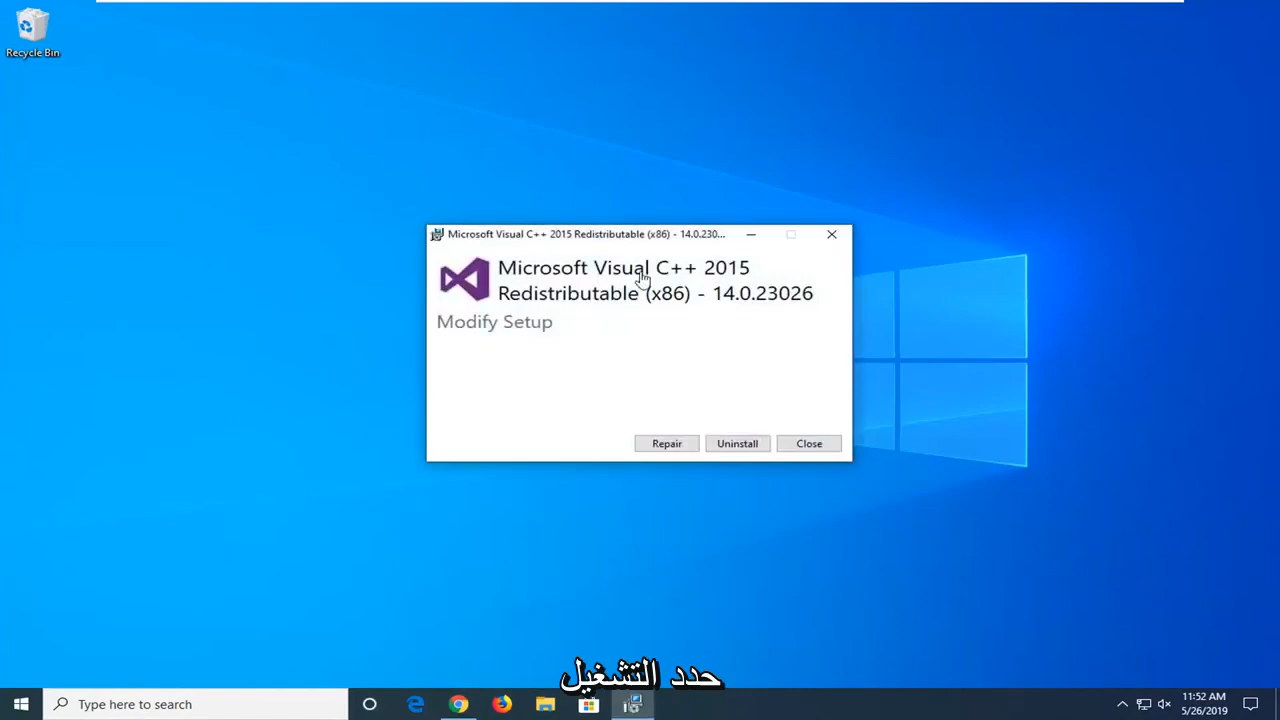 Recycle Bin
Microsoft Visual C++ 2015 Redistributable (x86) - 14.0.230...
Microsoft Visual C++ 2015
Redistributable (x86) - 14.0.23026
Modify Setup
Repair
Uninstall
Close
حدد التشغيل
Type here to search
11:52 AM
5/26/2019